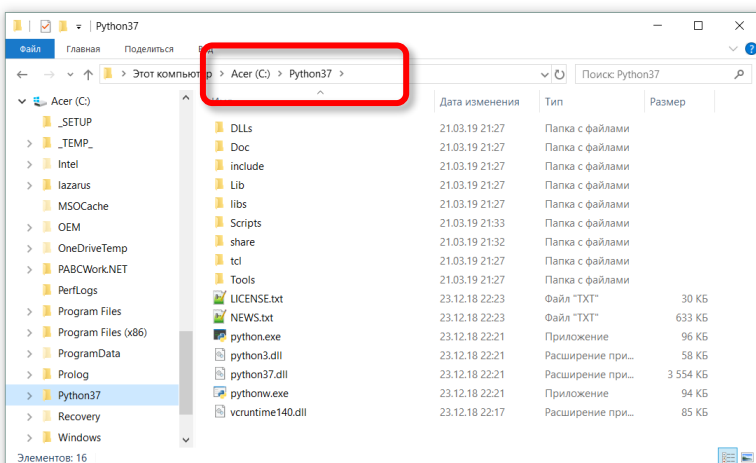 Python37
Файл Главная Поделиться Вид
Этот компьютер > Acer (C:) > Python37 >
Поиск: Python37
Дата изменения Тип Размер
Acer (C:)
_SETUP
_TEMP_
Intel
lazarus
MSOCache
OEM
OneDriveTemp
PABCWork.NET
PerfLogs
Program Files
Program Files (x86)
ProgramData
Prolog
Python37
Recovery
Windows
DLLs 21.03.19 21:27 Папка с файлами
Doc 21.03.19 21:27 Папка с файлами
include 21.03.19 21:27 Папка с файлами
Lib 21.03.19 21:27 Папка с файлами
libs 21.03.19 21:27 Папка с файлами
Scripts 21.03.19 21:33 Папка с файлами
share 21.03.19 21:32 Папка с файлами
tcl 21.03.19 21:27 Папка с файлами
Tools 21.03.19 21:27 Папка с файлами
LICENSE.txt 23.12.18 22:23 Файл "TXT" 30 КБ
NEWS.txt 23.12.18 22:23 Файл "TXT" 633 КБ
python.exe 23.12.18 22:21 Приложение 96 КБ
python3.dll 23.12.18 22:21 Расширение при... 58 КБ
python37.dll 23.12.18 22:21 Расширение при... 3 554 КБ
pythonw.exe 23.12.18 22:21 Приложение 94 КБ
vcruntime140.dll 23.12.18 22:17 Расширение при... 85 КБ
Элементов: 16